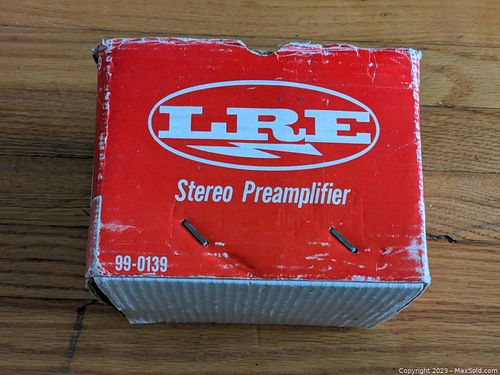 LRE
Stereo Preamplifier
99-0139
Copyright 2023 - MaxSold.com